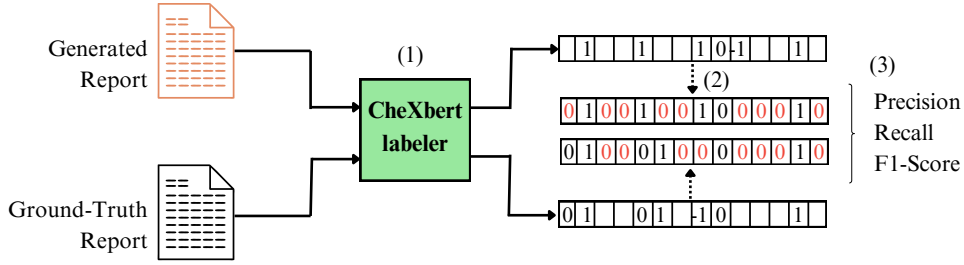 Generated
Report
Ground-Truth
Report
(1)
CheXbert
labeler
1 1 1 0 -1 1
(2)
0 1 0 0 1 0 0 1 0 0 0 0 1 0
0 1 0 0 0 1 0 0 0 0 0 0 1 0
0 1 0 1 -1 0 1
(3)
Precision
Recall
F1-Score